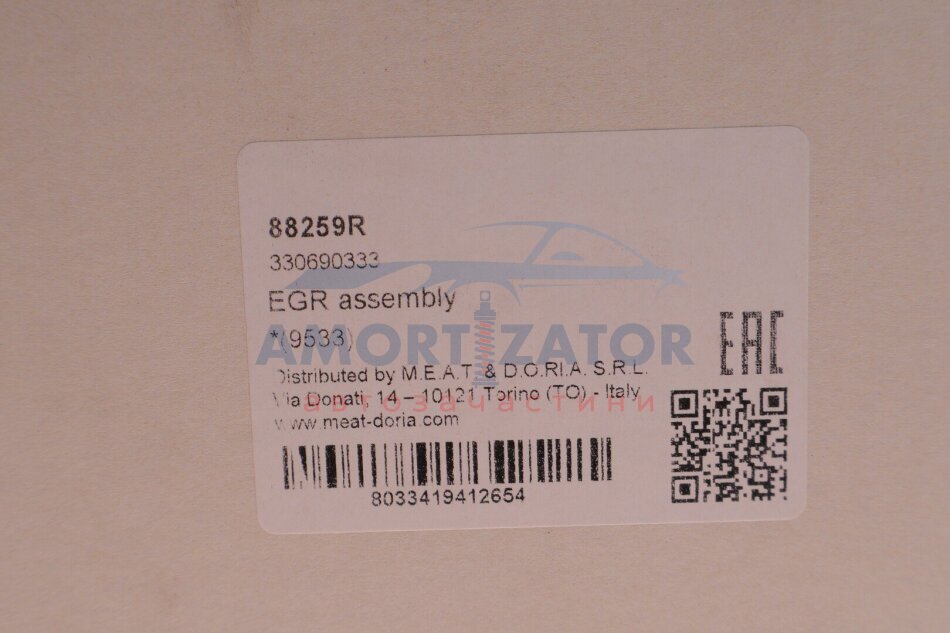 88259R
330690333
EGR assembly
*(9533)
AMORTIZATOR
автозапчастини
Distributed by M.E.A.T. & D.O.R.I.A. S.R.L.
Via Donati, 14 – 10121 Torino (TO) - Italy
www.meat-doria.com
8033419412654
EAC